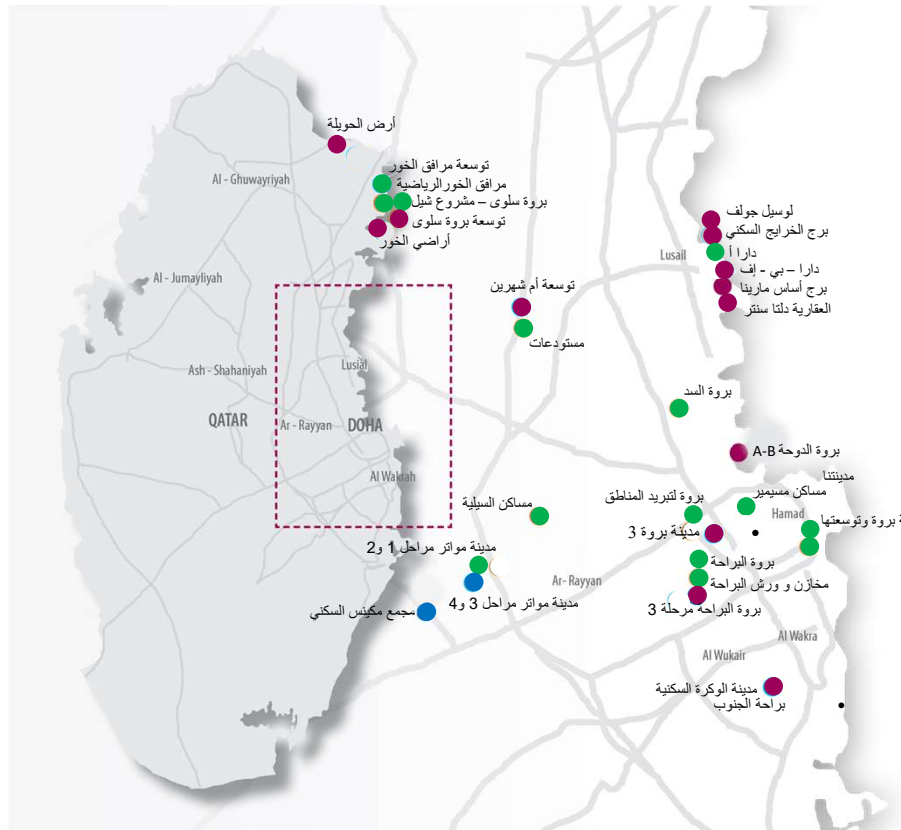 أرض الحويلة
توسعة مرافق الخور
Al - Ghuwayriyah
مرافق الخورالرياضية
بروة سلوى – مشروع شيل
توسعة بروة سلوى
أراضي الخور
لوسيل جولف
برج الخرايج السكني
Lusail
دارا أ
دارا – بي - إف
برج أساس مارينا
العقارية دلتا سنتر
Al - Jumayliyah
توسعة أم شهرين
مستودعات
Lusial
Ash - Shahaniyah
بروة السد
QATAR
Ar - Rayyan
DOHA
بروة الدوحة A-B
Al Wakrah
مدينتنا
مساكن مسيمير
مساكن السيلية
بروة لتبريد المناطق
Hamad
ة بروة وتوسعتها
مدينة بروة 3
مدينة مواتر مراحل 1 و2
بروة البراحة
Ar- Rayyan
مخازن و ورش البراحة
مدينة مواتر مراحل 3 و4
مجمع مكينس السكني
بروة البراحة مرحلة 3
Al Wakra
Al Wukair
مدينة الوكرة السكنية
براحة الجنوب